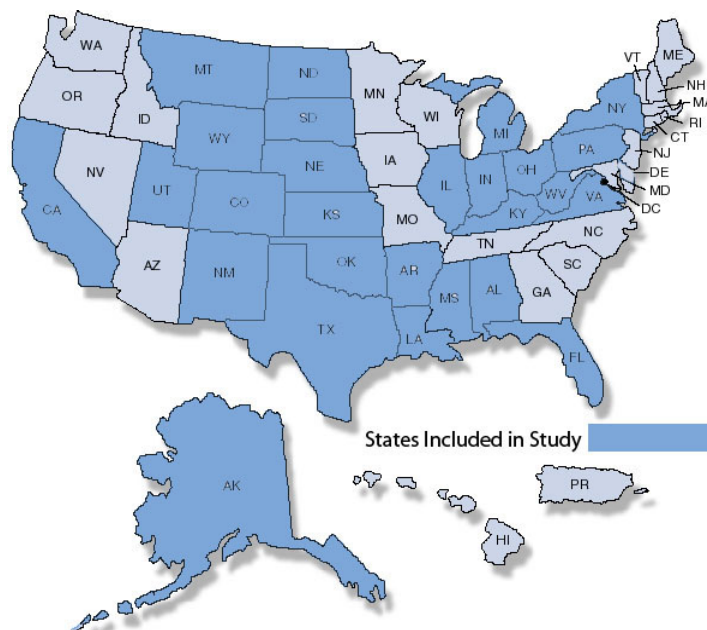 WA
ME
VT
MT
ND
NH
MN
OR
MA
ID
WI
NY
SD
RI
MI
CT
WY
PA
IA
NJ
NE
NV
OH
DE
IL
IN
UT
MD
WV
CA
CO
VA
DC
KS
MO
KY
NC
TN
OK
AZ
NM
AR
SC
GA
MS
AL
TX
LA
FL
States Included in Study
AK
PR
HI